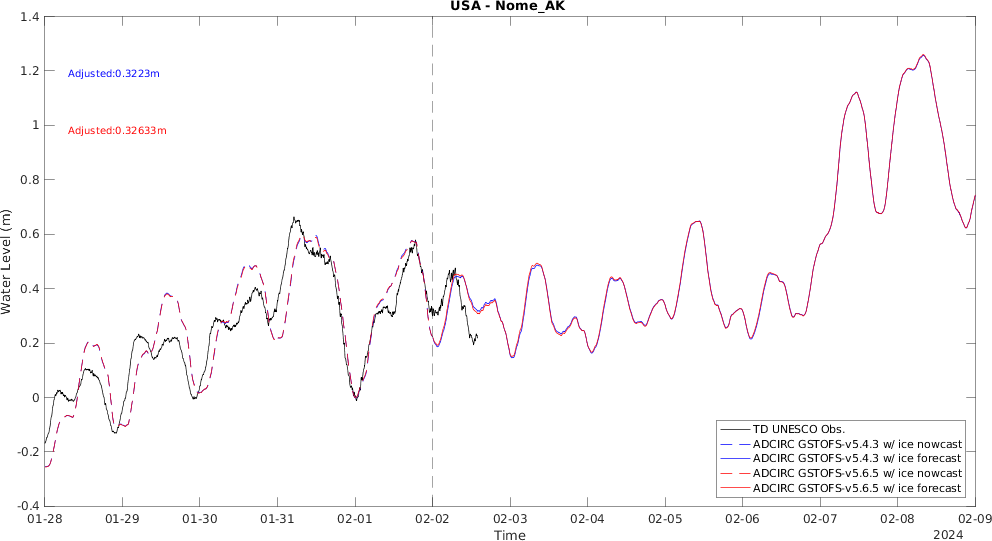 USA - Nome_AK
1.4
1.2
1
0.8
0.6
0.4
0.2
0
-0.2
-0.4
Water Level (m)
Adjusted:0.3223m
Adjusted:0.32633m
TD UNESCO Obs.
ADCIRC GSTOFS-v5.4.3 w/ ice nowcast
ADCIRC GSTOFS-v5.4.3 w/ ice forecast
ADCIRC GSTOFS-v5.6.5 w/ ice nowcast
ADCIRC GSTOFS-v5.6.5 w/ ice forecast
01-28 01-29 01-30 01-31 02-01 02-02 02-03 02-04 02-05 02-06 02-07 02-08 02-09
Time
2024